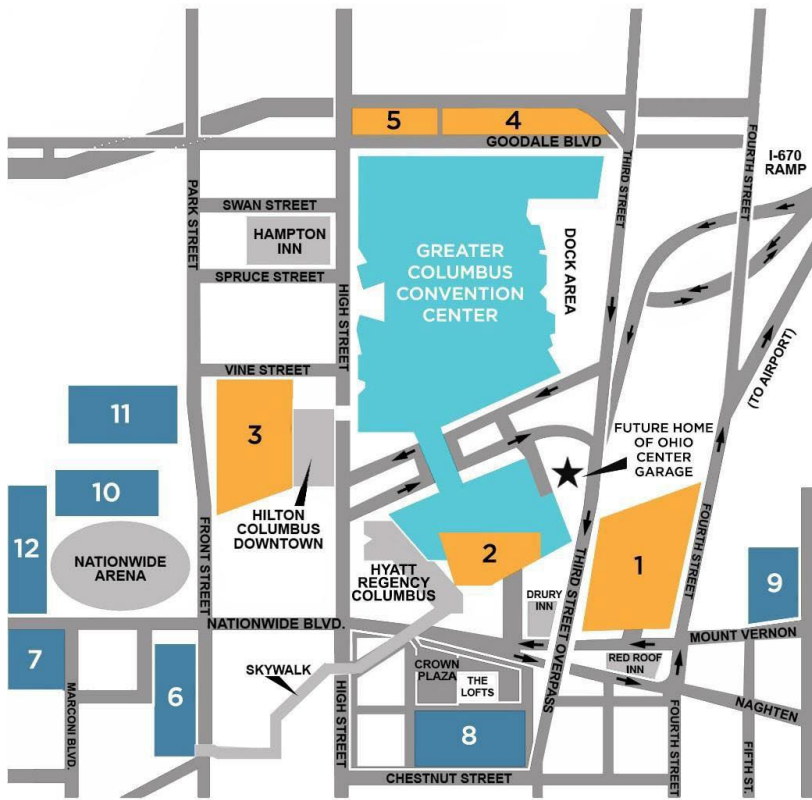 5
4
GOODALE BLVD
I-670
RAMP
PARK STREET
SWAN STREET
HAMPTON
INN
SPRUCE STREET
HIGH STREET
GREATER
COLUMBUS
CONVENTION
CENTER
DOCK AREA
THIRD STREET
FOURTH STREET
VINE STREET
(TO AIRPORT)
11
3
FUTURE HOME
OF OHIO
CENTER
GARAGE
10
12
HILTON
COLUMBUS
DOWNTOWN
NATIONWIDE
ARENA
FRONT STREET
HYATT
REGENCY
COLUMBUS
2
THIRD STREET OVERPASS
1
FOURTH STREET
9
DRURY
INN
NATIONWIDE BLVD.
MOUNT VERNON
7
MARCONI BLVD.
6
SKYWALK
HIGH STREET
CROWN
PLAZA
THE
LOFTS
RED ROOF
INN
NAGHTEN
8
FOURTH STREET
FIFTH ST.
CHESTNUT STREET